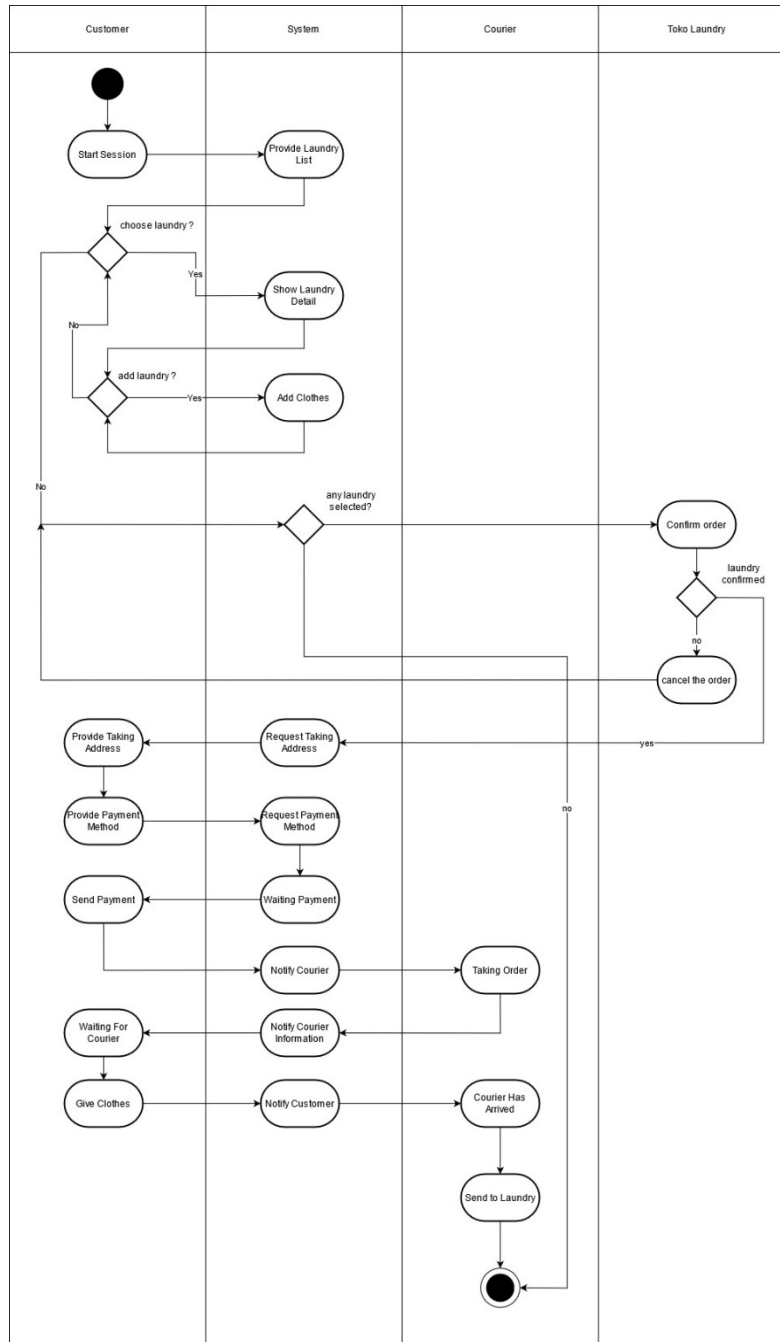 Customer
System
Courier
Toko Laundry
Start Session
Provide Laundry
List
choose laundry ?
Yes
Show Laundry
Detail
No
add laundry ?
Yes
Add Clothes
No
any laundry
selected?
Confirm order
laundry
confirmed
no
cancel the order
Provide Taking
Address
Request Taking
Address
yes
Provide Payment
Method
Request Payment
Method
no
Send Payment
Waiting Payment
Notify Courier
Taking Order
Waiting For
Courier
Notify Courier
Information
Give Clothes
Notify Customer
Courier Has
Arrived
Send to Laundry